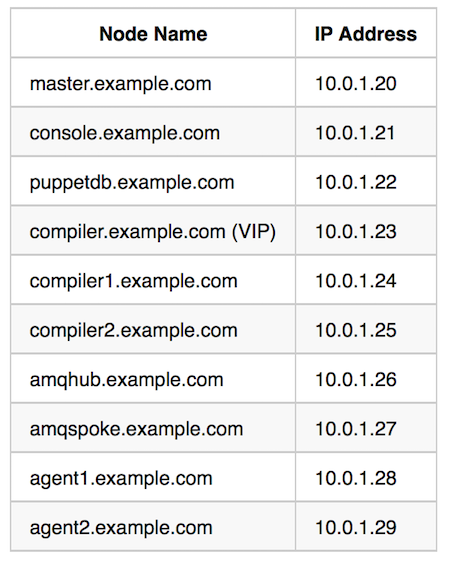 Node Name IP Address
master.example.com 10.0.1.20
console.example.com 10.0.1.21
puppetdb.example.com 10.0.1.22
compiler.example.com (VIP) 10.0.1.23
compiler1.example.com 10.0.1.24
compiler2.example.com 10.0.1.25
amqhub.example.com 10.0.1.26
amqspoke.example.com 10.0.1.27
agent1.example.com 10.0.1.28
agent2.example.com 10.0.1.29